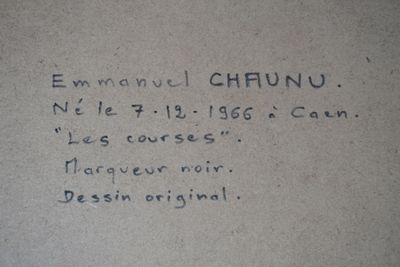 Emmanuel CHAUNU.
Né le 7.12.1966 à Caen.
"Les courses".
Marqueur noir.
Dessin original.